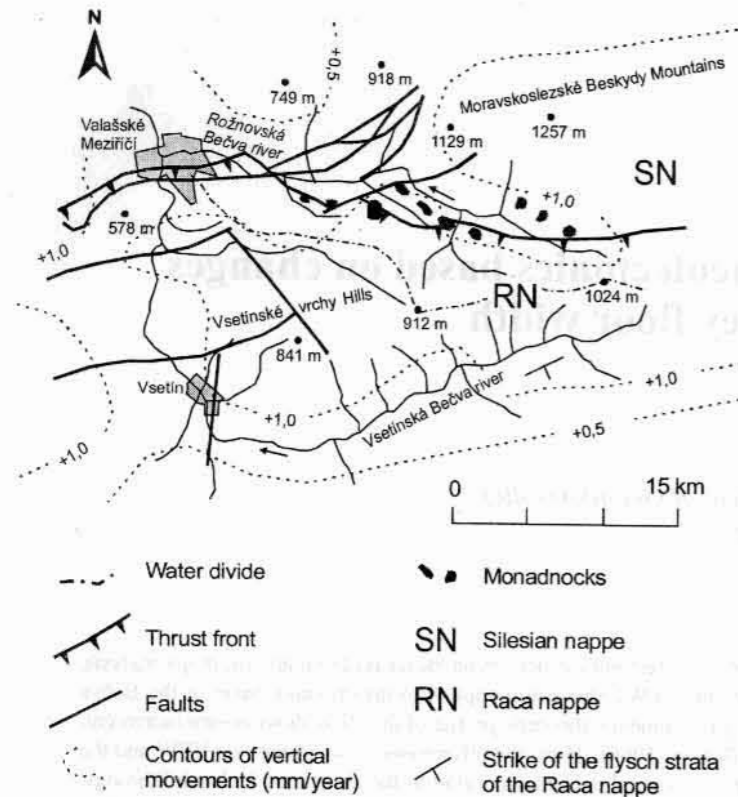 N
+0,5
918 m
749 m
Moravskoslezské Beskydy Mountains
Valašské
Meziříčí
Rožnovská
Bečva river
1129 m
1257 m
SN
+1,0
578 m
+1,0
RN
1024 m
Vsetínské vrchy Hills
912 m
841 m
Vsetín
+1,0
Vsetínská Bečva river
+1,0
+1,0
+0,5
0 15 km
Water divide
Monadnocks
Thrust front
SN Silesian nappe
Faults
RN Raca nappe
Contours of vertical
movements (mm/year)
Strike of the flysch strata
of the Raca nappe